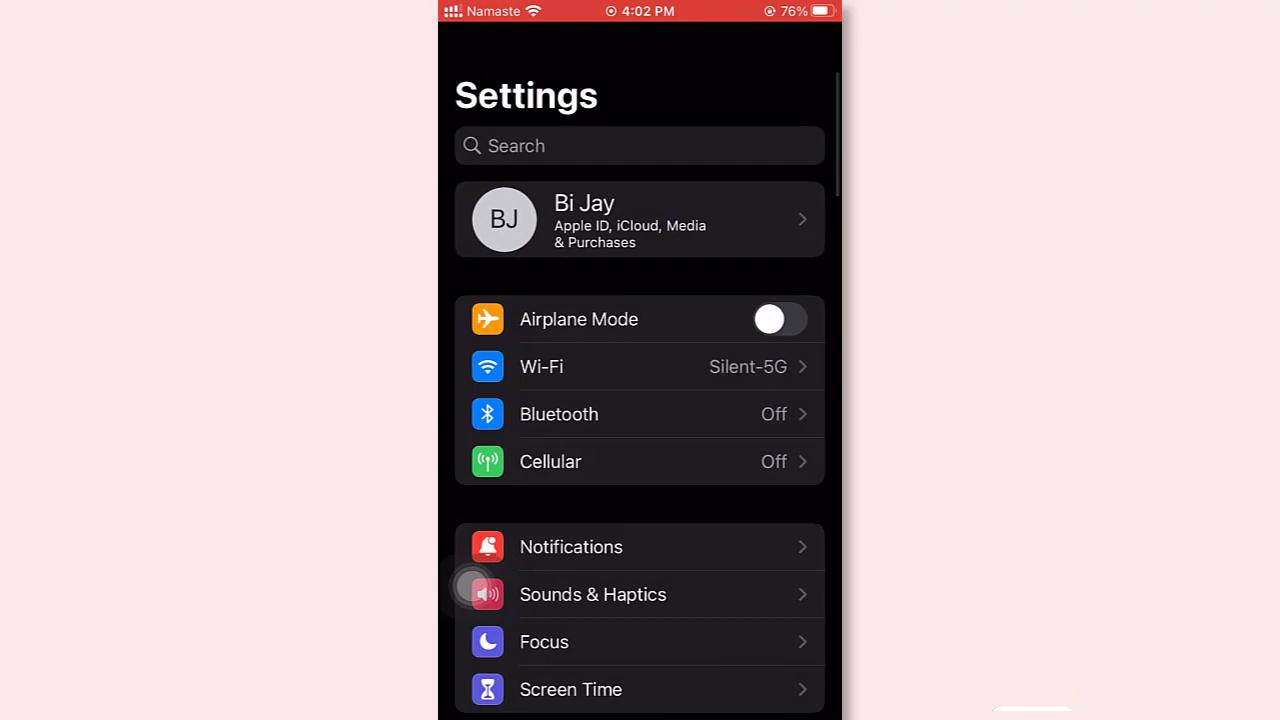 Namaste 4:02 PM 76%
Settings
Search
BJ
Bi Jay
Apple ID, iCloud, Media
& Purchases
Airplane Mode
Wi-Fi Silent-5G
Bluetooth Off
Cellular Off
Notifications
Sounds & Haptics
Focus
Screen Time